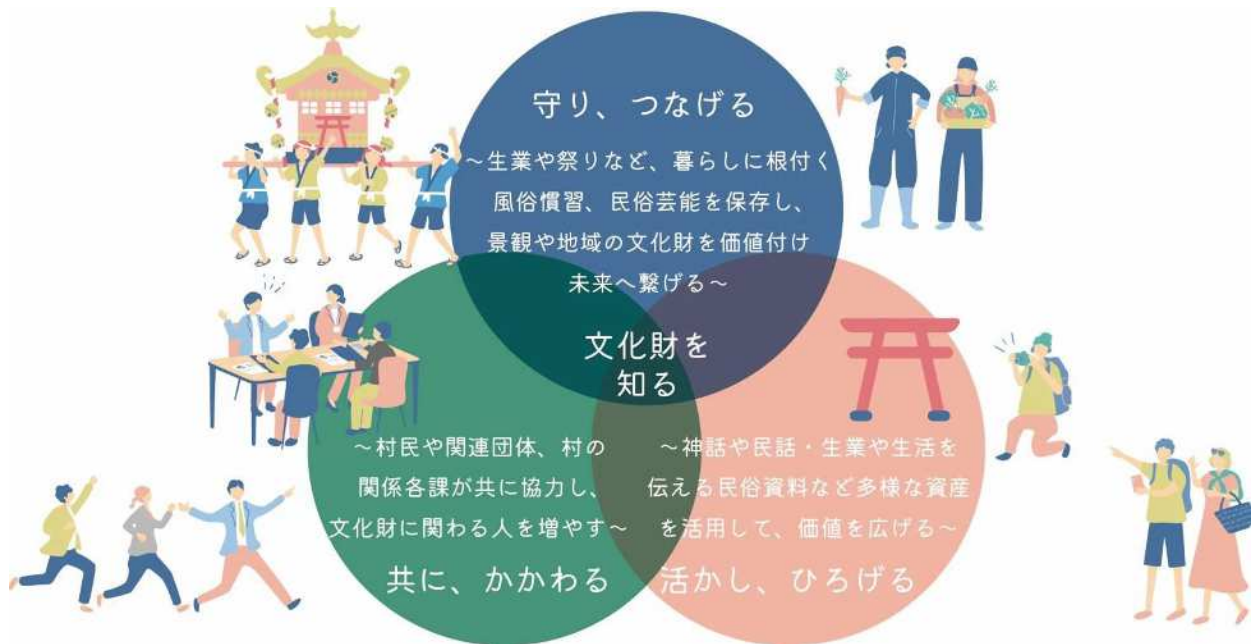 守り、つなげる
～生業や祭りなど、暮らしに根付く
風俗慣習、民俗芸能を保存し、
景観や地域の文化財を価値付け
未来へ繋げる～
文化財を
知る
～村民や関連団体、村の
関係各課が共に協力し、
文化財に関わる人を増やす～
共に、かかわる
～神話や民話・生業や生活を
伝える民俗資料など多様な資産
を活用して、価値を広げる～
活かし、ひろげる